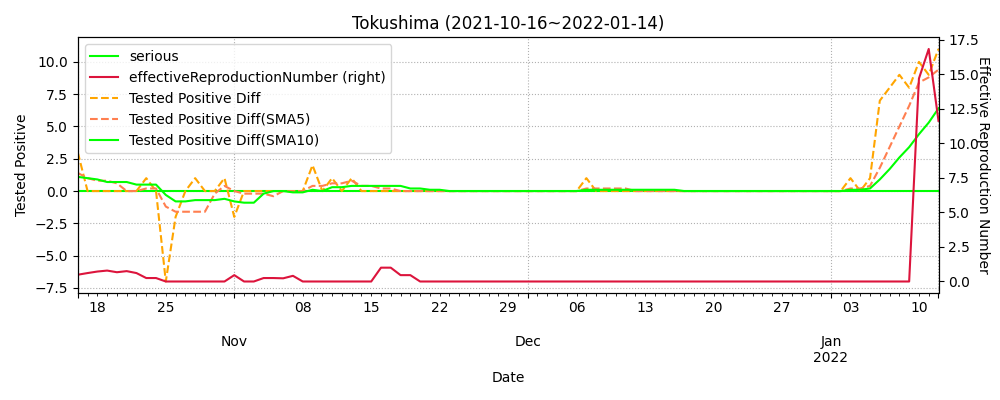 Tokushima (2021-10-16~2022-01-14)
serious
effectiveReproductionNumber (right)
Tested Positive Diff
Tested Positive Diff(SMA5)
Tested Positive Diff(SMA10)
Tested Positive
10.0
7.5
5.0
2.5
0.0
−2.5
−5.0
−7.5
17.5
15.0
12.5
10.0
7.5
5.0
2.5
0.0
Effective Reproduction Number
18 25 08 15 22 29 06 13 20 27 03 10
Nov Dec Jan
2022
Date